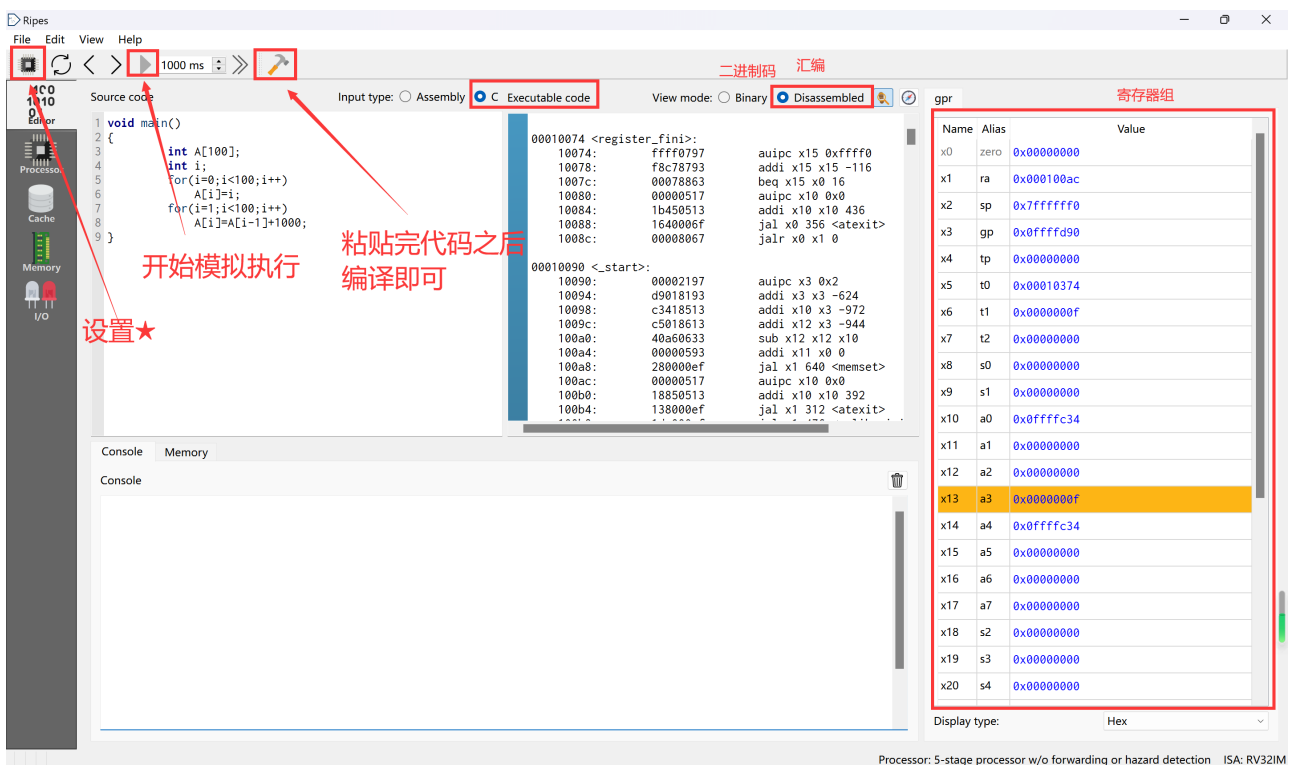 Ripes
File Edit View Help
1000 ms
二进制码 汇编
Source code Input type: Assembly C Executable code View mode: Binary Disassembled
gpr 寄存器组
Editor
Processor
Cache
Memory
I/O
1 void main()
2 {
3 int A[100];
4 int i;
5 for(i=0;i<100;i++)
6 A[i]=i;
7 for(i=1;i<100;i++)
8 A[i]=A[i-1]+1000;
9 }
开始模拟执行
粘贴完代码之后
编译即可
设置★
00010074 <register_fini>:
10074: ffff0797 auipc x15 0xffff0
10078: f8c78793 addi x15 x15 -116
1007c: 00078863 beq x15 x0 16
10080: 00000517 auipc x10 0x0
10084: 1b450513 addi x10 x10 436
10088: 1640006f jal x0 356 <atexit>
1008c: 00008067 jalr x0 x1 0
00010090 <_start>:
10090: 00002197 auipc x3 0x2
10094: d9018193 addi x3 x3 -624
10098: c3418513 addi x10 x3 -972
1009c: c5018613 addi x12 x3 -944
100a0: 40a60633 sub x12 x12 x10
100a4: 00000593 addi x11 x0 0
100a8: 280000ef jal x1 640 <memset>
100ac: 00000517 auipc x10 0x0
100b0: 18850513 addi x10 x10 392
100b4: 138000ef jal x1 312 <atexit>
Name Alias Value
x0 zero 0x00000000
x1 ra 0x000100ac
x2 sp 0x7ffffff0
x3 gp 0x0ffffd90
x4 tp 0x00000000
x5 t0 0x00010374
x6 t1 0x0000000f
x7 t2 0x00000000
x8 s0 0x00000000
x9 s1 0x00000000
x10 a0 0x0ffffc34
x11 a1 0x00000000
x12 a2 0x00000000
x13 a3 0x0000000f
x14 a4 0x0ffffc34
x15 a5 0x00000000
x16 a6 0x00000000
x17 a7 0x00000000
x18 s2 0x00000000
x19 s3 0x00000000
x20 s4 0x00000000
Display type: Hex
Console Memory
Console
Processor: 5-stage processor w/o forwarding or hazard detection ISA: RV32IM